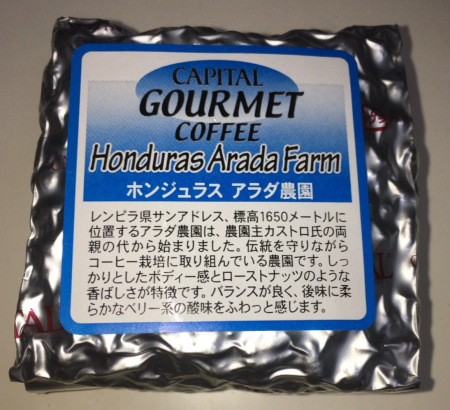 CAPITAL
GOURMET
COFFEE
Honduras Arada Farm
ホンジュラス アラダ農園
レンピラ県サンアドレス、標高1650メートルに
位置するアラダ農園は、農園主カストロ氏の両
親の代から始まりました。伝統を守りながら
コーヒー栽培に取り組んでいる農園です。しっ
かりとしたボディー感とローストナッツのような
香ばしさが特徴です。バランスが良く、後味に柔
らかなベリー系の酸味をふわっと感じます。